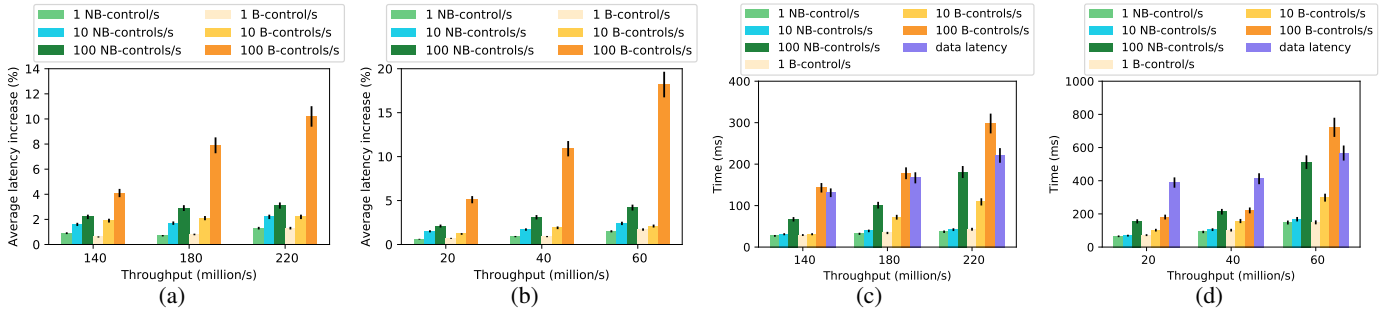 1 NB-control/s 1 B-control/s
10 NB-controls/s 10 B-controls/s
100 NB-controls/s 100 B-controls/s
Average latency increase (%)
14
12
10
8
6
4
2
0
140 180 220
Throughput (million/s)
(a)
1 NB-control/s 1 B-control/s
10 NB-controls/s 10 B-controls/s
100 NB-controls/s 100 B-controls/s
Average latency increase (%)
20
15
10
5
0
20 40 60
Throughput (million/s)
(b)
1 NB-control/s 10 B-controls/s
10 NB-controls/s 100 B-controls/s
100 NB-controls/s data latency
1 B-control/s
Time (ms)
400
300
200
100
0
140 180 220
Throughput (million/s)
(c)
1 NB-control/s 10 B-controls/s
10 NB-controls/s 100 B-controls/s
100 NB-controls/s data latency
1 B-control/s
Time (ms)
1000
800
600
400
200
0
20 40 60
Throughput (million/s)
(d)